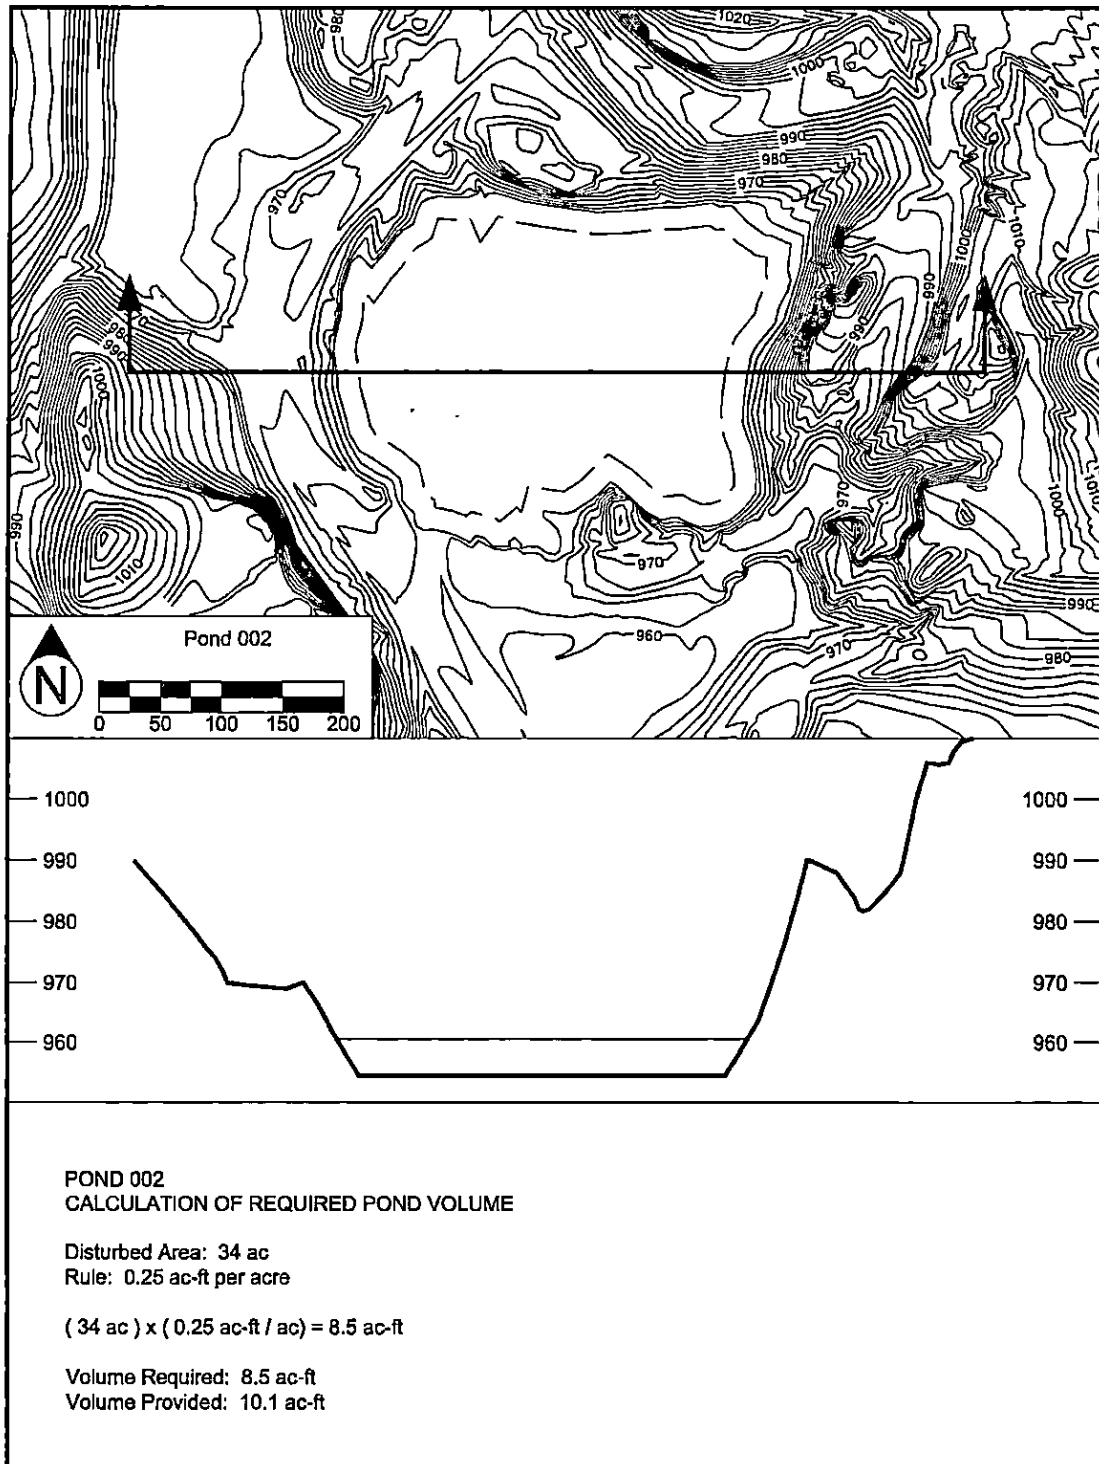 980
1020
1000
990
980
970
970
1000
1010
990
990
980
990
1000
970
990
1010
1000
1010
970
990
960
970
980
Pond 002
N
0 50 100 150 200
1000 1000
990 990
980 980
970 970
960 960
POND 002
CALCULATION OF REQUIRED POND VOLUME
Disturbed Area: 34 ac
Rule: 0.25 ac-ft per acre
( 34 ac ) x ( 0.25 ac-ft / ac) = 8.5 ac-ft
Volume Required: 8.5 ac-ft
Volume Provided: 10.1 ac-ft